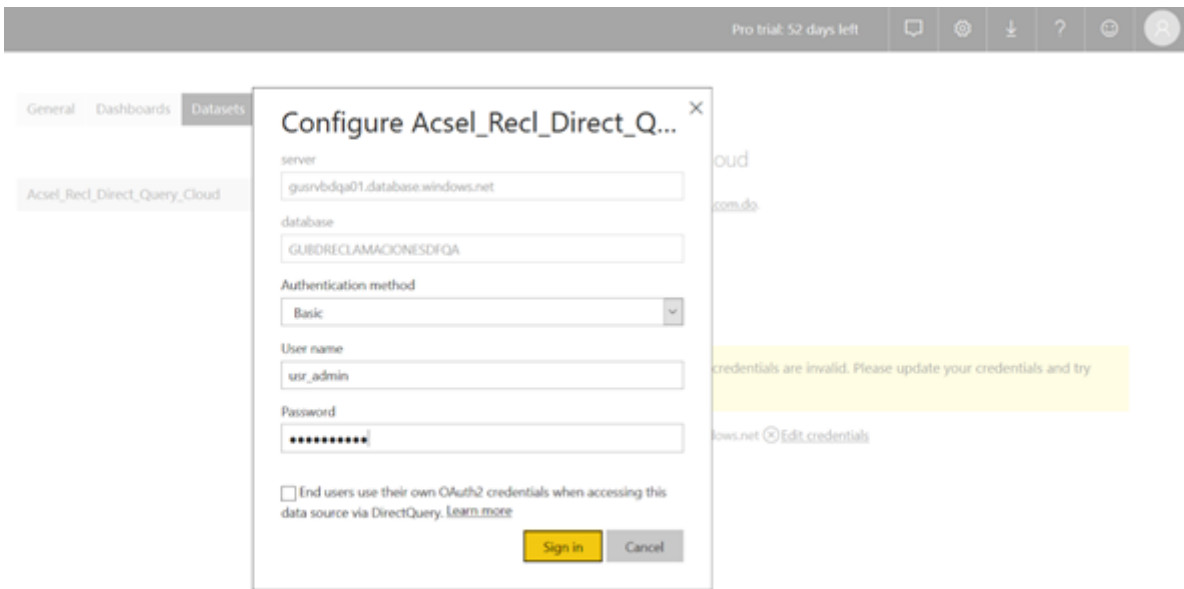 Pro trial: 52 days left
General Dashboards Datasets
Configure Acsel_Recl_Direct_Q...
oud
server
gusrvbdqa01.database.windows.net
Acsel_Recl_Direct_Query_Cloud
.com.do.
database
GUBDRECLAMACIONESDFQA
Authentication method
Basic
User name
credentials are invalid. Please update your credentials and try
usr_admin
Password
dows.net Edit credentials
End users use their own OAuth2 credentials when accessing this
data source via DirectQuery. Learn more
Sign in Cancel